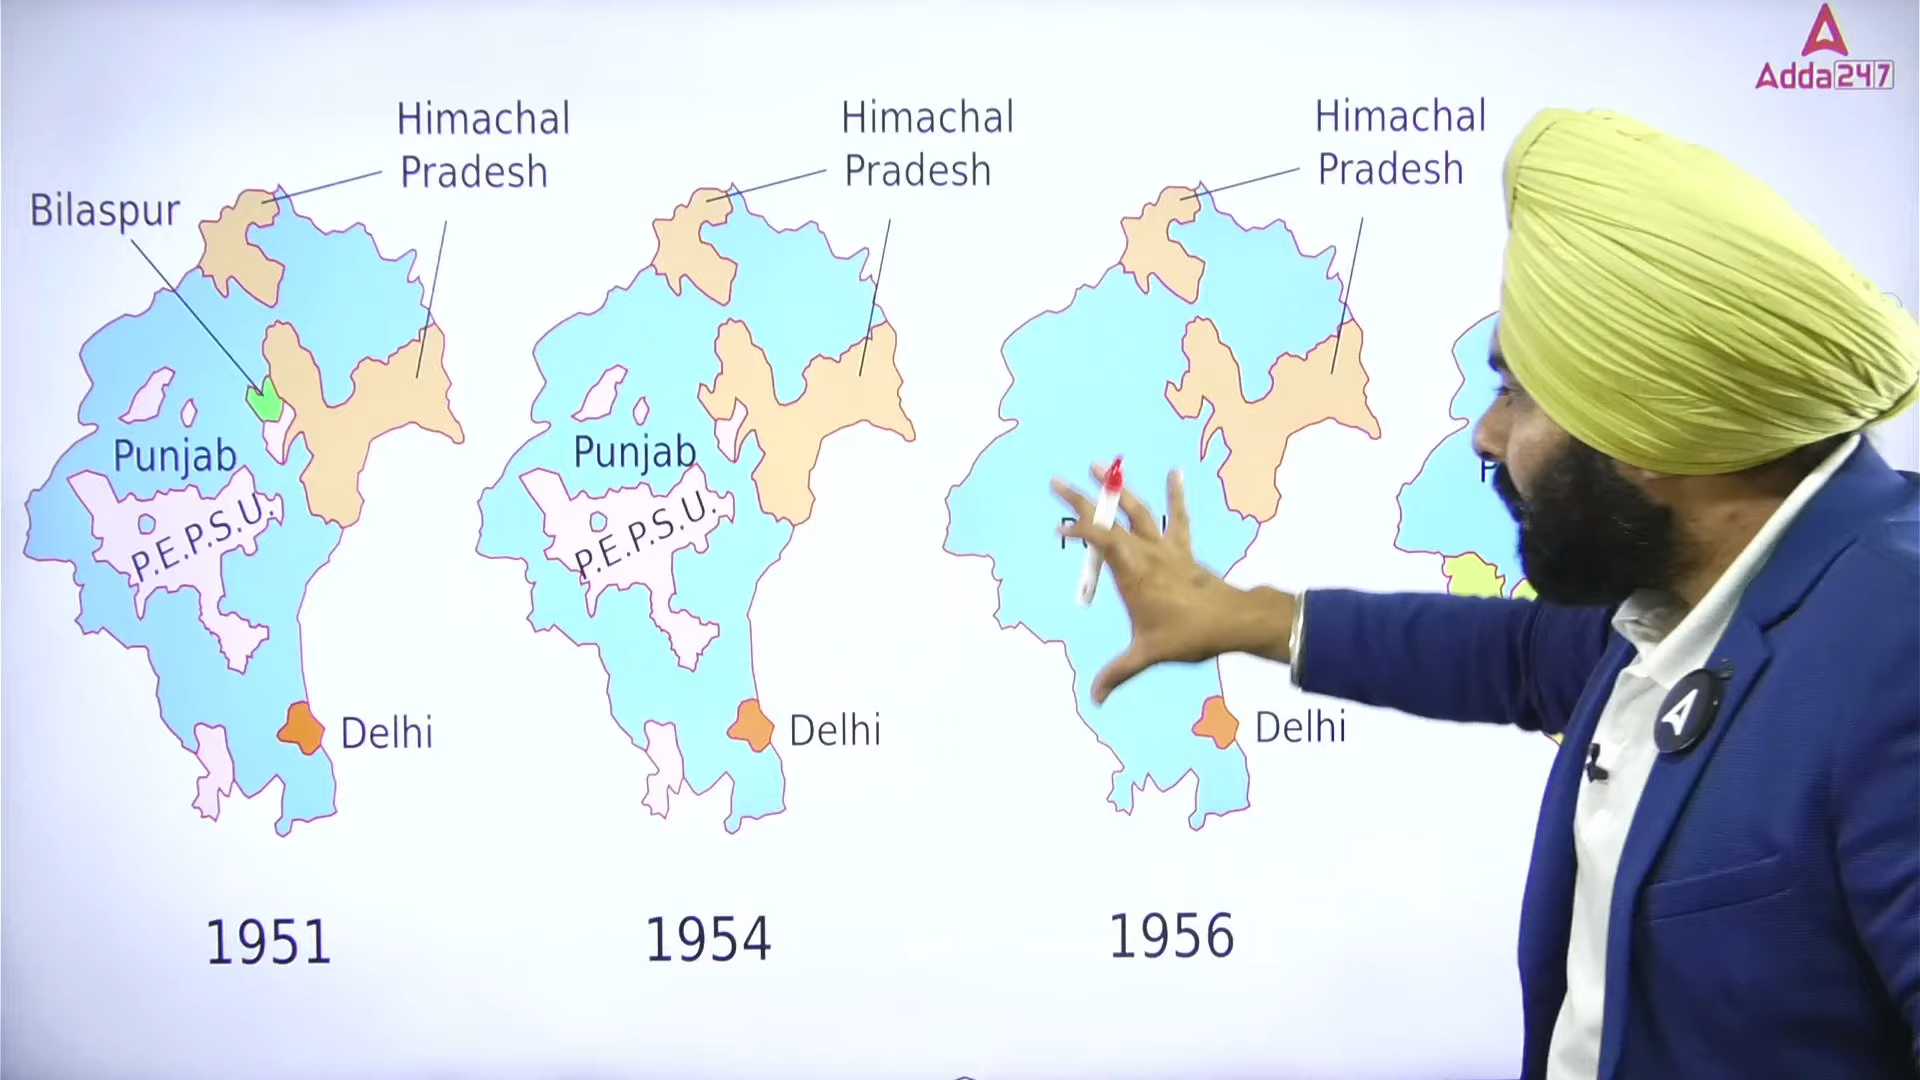 Adda247
Himachal
Pradesh
Himachal
Pradesh
Himachal
Pradesh
Bilaspur
Punjab
P.E.P.S.U.
Punjab
P.E.P.S.U.
Delhi
Delhi
Delhi
1951
1954
1956